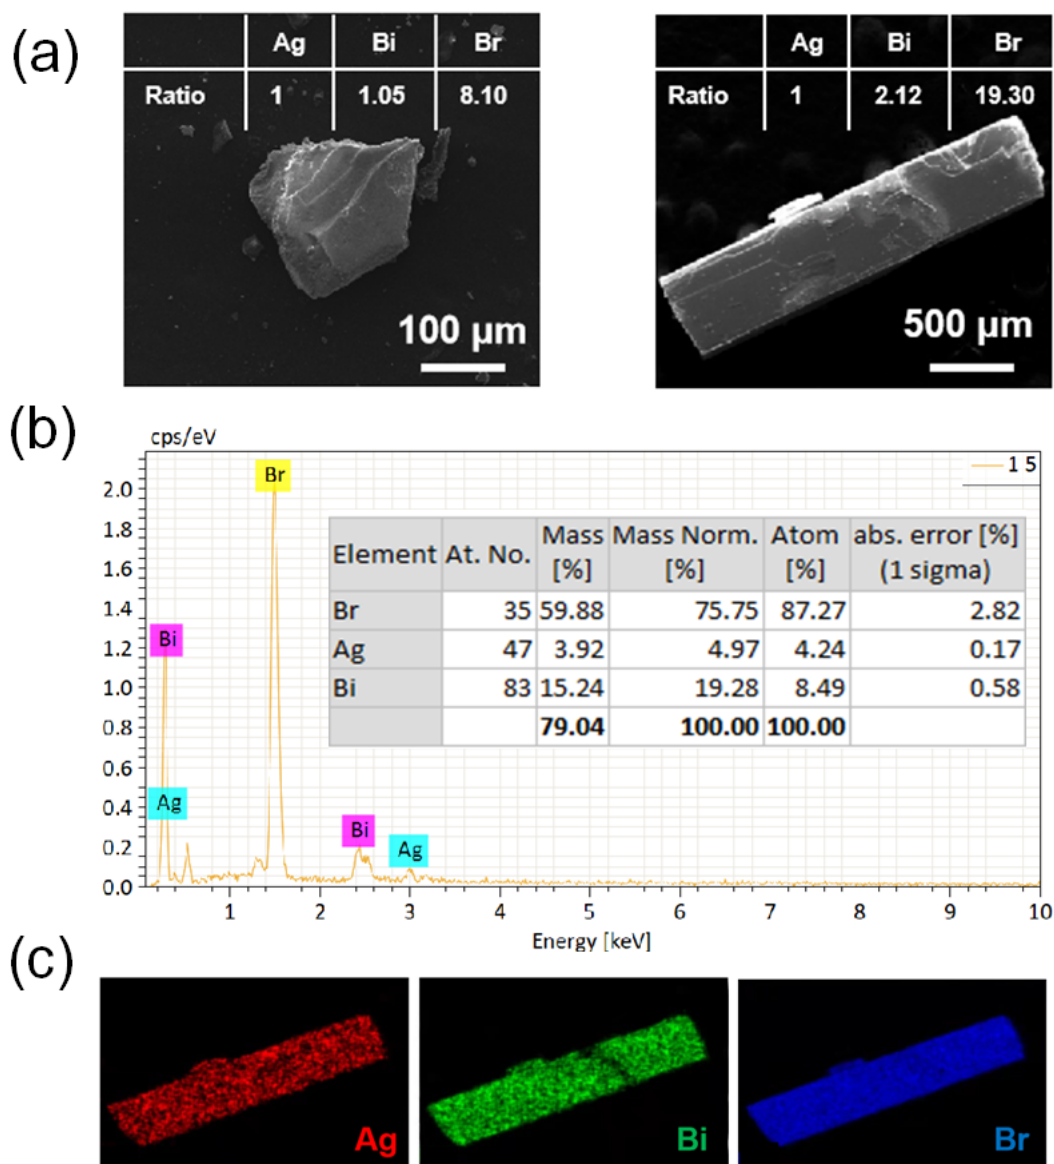 (a)
Ag Bi Br
Ratio 1 1.05 8.10
100 µm
Ag Bi Br
Ratio 1 2.12 19.30
500 µm
(b)
cps/eV
Br
Bi
Ag
Bi
Ag
1 5
2.0
1.8
1.6
1.4
1.2
1.0
0.8
0.6
0.4
0.2
0.0
Element At. No. Mass [%] Mass Norm. [%] Atom [%] abs. error [%] (1 sigma)
Br 35 59.88 75.75 87.27 2.82
Ag 47 3.92 4.97 4.24 0.17
Bi 83 15.24 19.28 8.49 0.58
79.04 100.00 100.00
1 2 3 4 5 6 7 8 9 10
Energy [keV]
(c)
Ag
Bi
Br